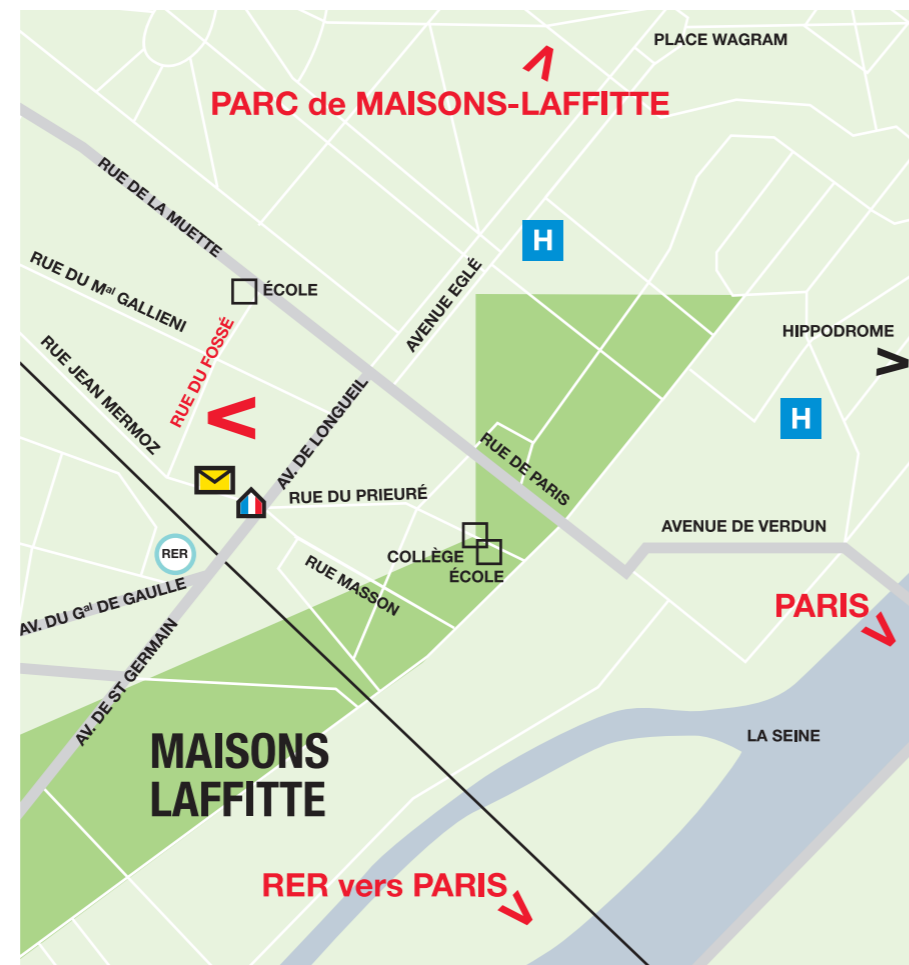 PLACE WAGRAM
PARC de MAISONS-LAFFITTE
RUE DE LA MUETTE
H
RUE DU Mal GALLIENI
ÉCOLE
AVENUE EGLÉ
HIPPODROME
RUE DU FOSSÉ
RUE JEAN MERMOZ
H
AV. DE LONGUEIL
RUE DE PARIS
RUE DU PRIEURÉ
AVENUE DE VERDUN
RER
COLLÈGE
ÉCOLE
RUE MASSON
AV. DU Gal DE GAULLE
PARIS
AV. DE ST GERMAIN
LA SEINE
MAISONS
LAFFITTE
RER vers PARIS